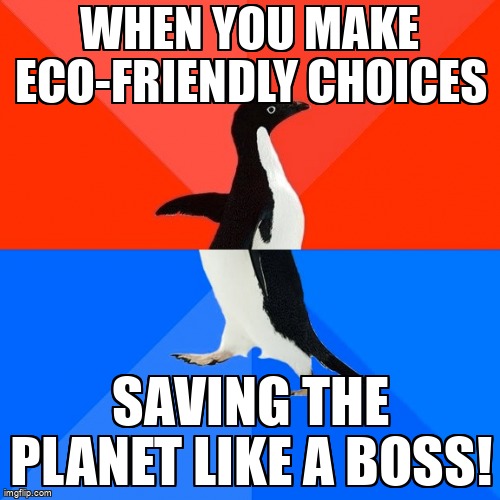 WHEN YOU MAKE
ECO-FRIENDLY CHOICES
SAVING THE
PLANET LIKE A BOSS!
imgflip.com